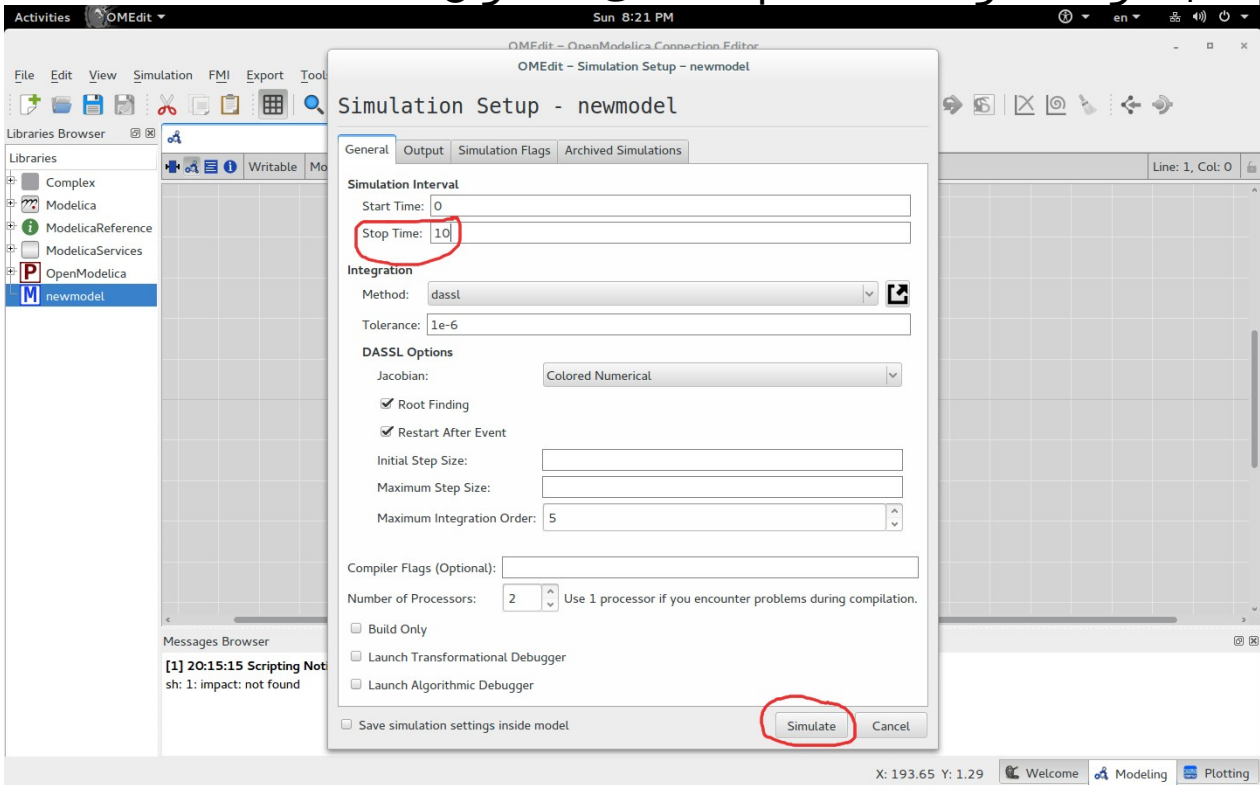 Activities OMEdit Sun 8:21 PM en
OMEdit – OpenModelica Connection Editor
OMEdit – Simulation Setup – newmodel
File Edit View Simulation FMI Export Tool
Simulation Setup - newmodel
Libraries Browser
General Output Simulation Flags Archived Simulations
Libraries
Writable Mo
Line: 1, Col: 0
Complex
Modelica
ModelicaReference
ModelicaServices
P OpenModelica
M newmodel
Simulation Interval
Start Time: 0
Stop Time: 10
Integration
Method: dassl
Tolerance: 1e-6
DASSL Options
Jacobian: Colored Numerical
Root Finding
Restart After Event
Initial Step Size:
Maximum Step Size:
Maximum Integration Order: 5
Compiler Flags (Optional):
Number of Processors: 2 Use 1 processor if you encounter problems during compilation.
Build Only
Launch Transformational Debugger
Launch Algorithmic Debugger
Save simulation settings inside model
Simulate Cancel
Messages Browser
[1] 20:15:15 Scripting Noti
sh: 1: impact: not found
X: 193.65 Y: 1.29 Welcome Modeling Plotting